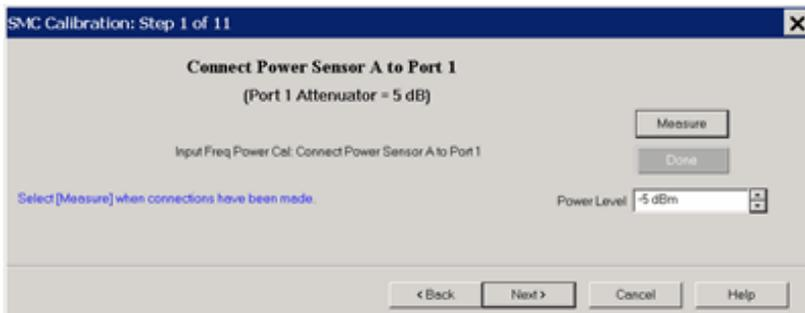 SMC Calibration: Step 1 of 11
Connect Power Sensor A to Port 1
(Port 1 Attenuator = 5 dB)
Measure
Input Freq Power Cal: Connect Power Sensor A to Port 1
Done
Select [Measure] when connections have been made.
Power Level -5 dBm
< Back
Next >
Cancel
Help